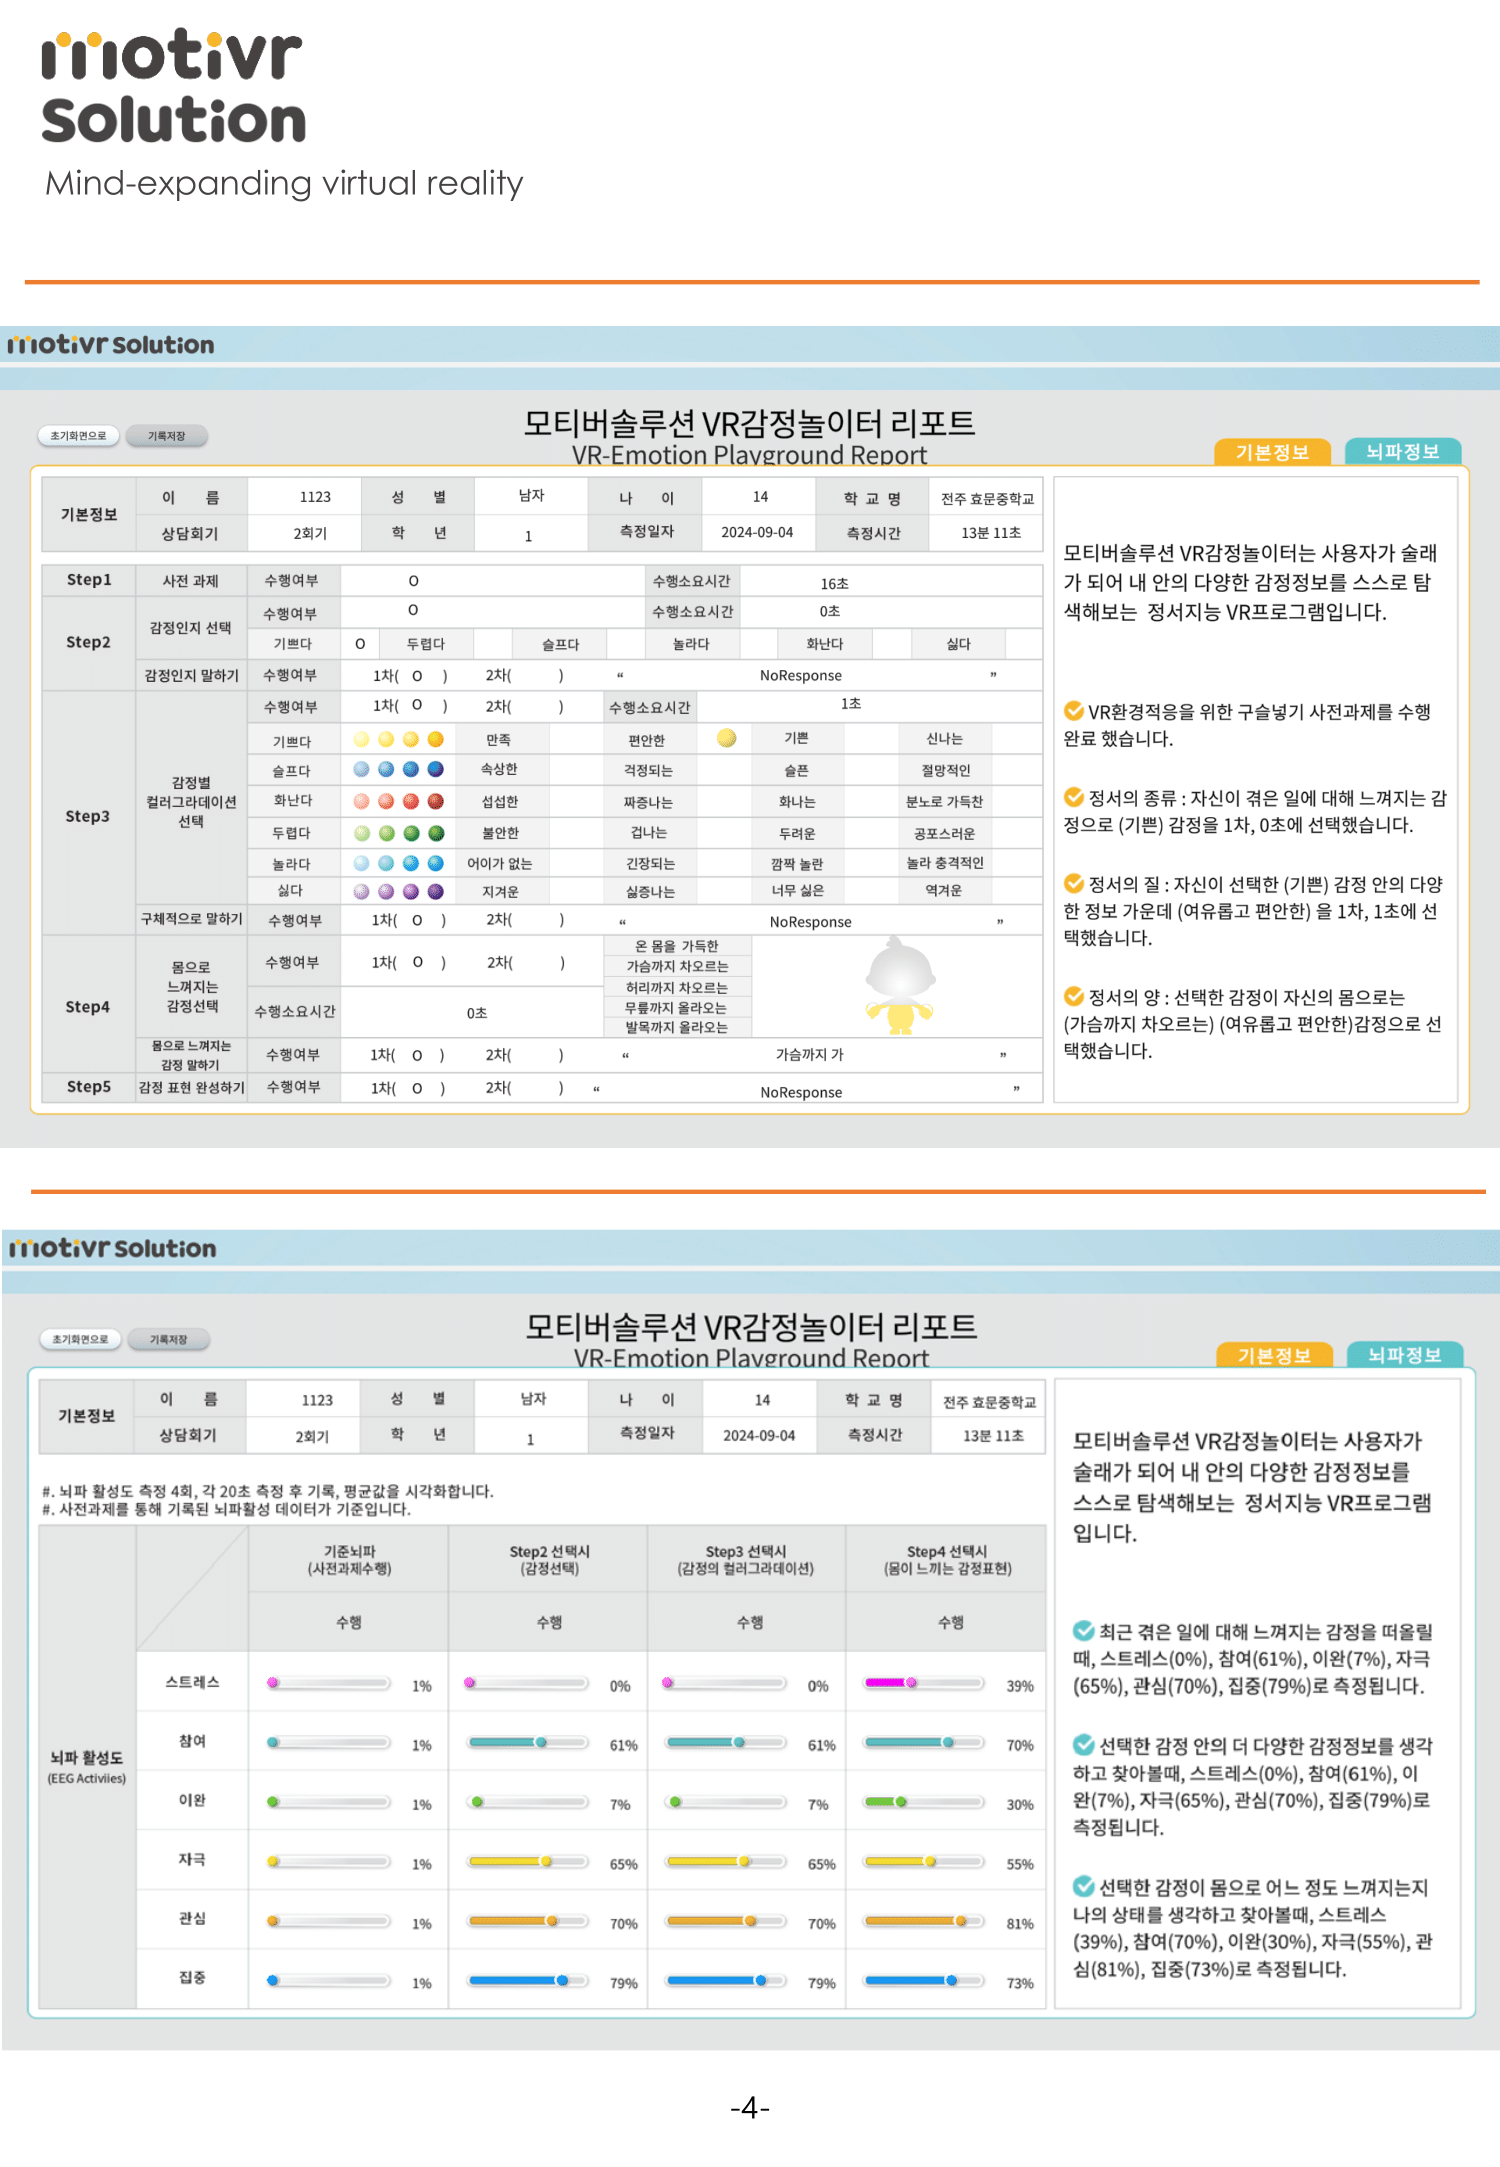 motivr
solution
Mind-expanding virtual reality
motivr solution
모티버솔루션 VR감정놀이터 리포트
VR-Emotion Playground Report
초기화면으로 기록저장
기본정보 뇌파정보
기본정보 이 름 1123 성 별 남자 나 이 14 학 교 명 전주 효문중학교
상담회기 2회기 학 년 1 측정일자 2024-09-04 측정시간 13분 11초
Step1 사전 과제 수행여부 O 수행소요시간 16초
Step2 감정인지 선택 수행여부 O 수행소요시간 0초
기쁘다 O 두렵다 슬프다 놀라다 화난다 싫다
감정인지 말하기 수행여부 1차( O ) 2차( ) “ NoResponse ”
Step3 감정별 컬러그라데이션 선택 수행여부 1차( O ) 2차( ) 수행소요시간 1초
기쁘다 만족 편안한 기쁜 신나는
슬프다 속상한 걱정되는 슬픈 절망적인
화난다 섭섭한 짜증나는 화나는 분노로 가득찬
두렵다 불안한 겁나는 두려운 공포스러운
놀라다 어이가 없는 긴장되는 깜짝 놀란 놀라 충격적인
싫다 지겨운 싫증나는 너무 싫은 역겨운
구체적으로 말하기 수행여부 1차( O ) 2차( ) “ NoResponse ”
Step4 몸으로 느껴지는 감정선택 수행여부 1차( O ) 2차( )
온 몸을 가득한
가슴까지 차오르는
허리까지 차오르는
무릎까지 올라오는
발목까지 올라오는
수행소요시간 0초
몸으로 느껴지는 감정 말하기 수행여부 1차( O ) 2차( ) “ 가슴까지 가 ”
Step5 감정 표현 완성하기 수행여부 1차( O ) 2차( ) “ NoResponse ”
모티버솔루션 VR감정놀이터는 사용자가 술래
가 되어 내 안의 다양한 감정정보를 스스로 탐
색해보는 정서지능 VR프로그램입니다.
VR환경적응을 위한 구슬넣기 사전과제를 수행
완료 했습니다.
정서의 종류 : 자신이 겪은 일에 대해 느껴지는 감
정으로 (기쁜) 감정을 1차, 0초에 선택했습니다.
정서의 질 : 자신이 선택한 (기쁜) 감정 안의 다양
한 정보 가운데 (여유롭고 편안한) 을 1차, 1초에 선
택했습니다.
정서의 양 : 선택한 감정이 자신의 몸으로는
(가슴까지 차오르는) (여유롭고 편안한)감정으로 선
택했습니다.
motivr solution
모티버솔루션 VR감정놀이터 리포트
VR-Emotion Playground Report
초기화면으로 기록저장
기본정보 뇌파정보
기본정보 이 름 1123 성 별 남자 나 이 14 학 교 명 전주 효문중학교
상담회기 2회기 학 년 1 측정일자 2024-09-04 측정시간 13분 11초
#. 뇌파 활성도 측정 4회, 각 20초 측정 후 기록, 평균값을 시각화합니다.
#. 사전과제를 통해 기록된 뇌파활성 데이터가 기준입니다.
기준뇌파 Step2 선택시 Step3 선택시 Step4 선택시
(사전과제수행) (감정선택) (감정의 컬러그라데이션) (몸이 느끼는 감정표현)
수행 수행 수행 수행
뇌파 활성도
(EEG Activiies)
스트레스 1% 0% 0% 39%
참여 1% 61% 61% 70%
이완 1% 7% 7% 30%
자극 1% 65% 65% 55%
관심 1% 70% 70% 81%
집중 1% 79% 79% 73%
모티버솔루션 VR감정놀이터는 사용자가
술래가 되어 내 안의 다양한 감정정보를
스스로 탐색해보는 정서지능 VR프로그램
입니다.
최근 겪은 일에 대해 느껴지는 감정을 떠올릴
때, 스트레스(0%), 참여(61%), 이완(7%), 자극
(65%), 관심(70%), 집중(79%)로 측정됩니다.
선택한 감정 안의 더 다양한 감정정보를 생각
하고 찾아볼때, 스트레스(0%), 참여(61%), 이
완(7%), 자극(65%), 관심(70%), 집중(79%)로
측정됩니다.
선택한 감정이 몸으로 어느 정도 느껴지는지
나의 상태를 생각하고 찾아볼때, 스트레스
(39%), 참여(70%), 이완(30%), 자극(55%), 관
심(81%), 집중(73%)로 측정됩니다.
-4-